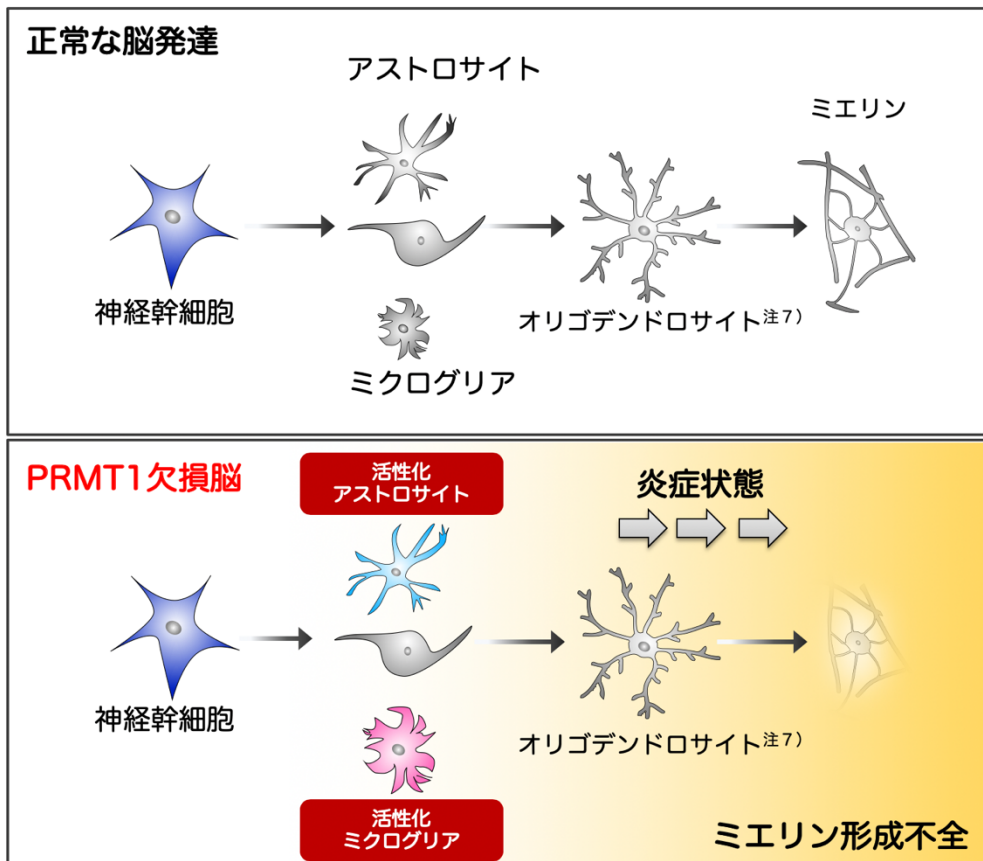 正常な脳発達
アストロサイト
ミエリン
神経幹細胞
オリゴデンドロサイト注7)
ミクログリア
PRMT1欠損脳
活性化
アストロサイト
炎症状態
神経幹細胞
オリゴデンドロサイト注7)
活性化
ミクログリア
ミエリン形成不全